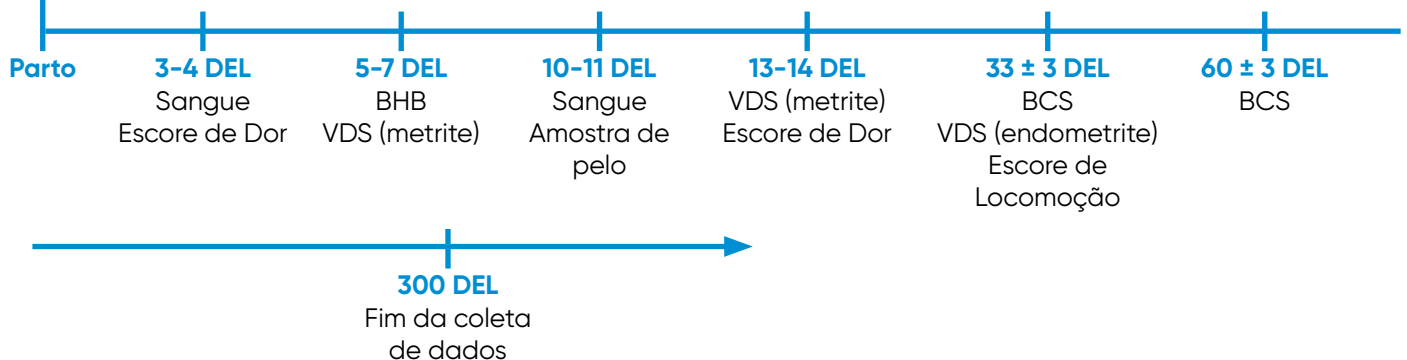 Parto
3-4 DEL
Sangue
Escore de Dor
5-7 DEL
BHB
VDS (metrite)
10-11 DEL
Sangue
Amostra de
pelo
13-14 DEL
VDS (metrite)
Escore de Dor
33 ± 3 DEL
BCS
VDS (endometrite)
Escore de
Locomoção
60 ± 3 DEL
BCS
300 DEL
Fim da coleta
de dados